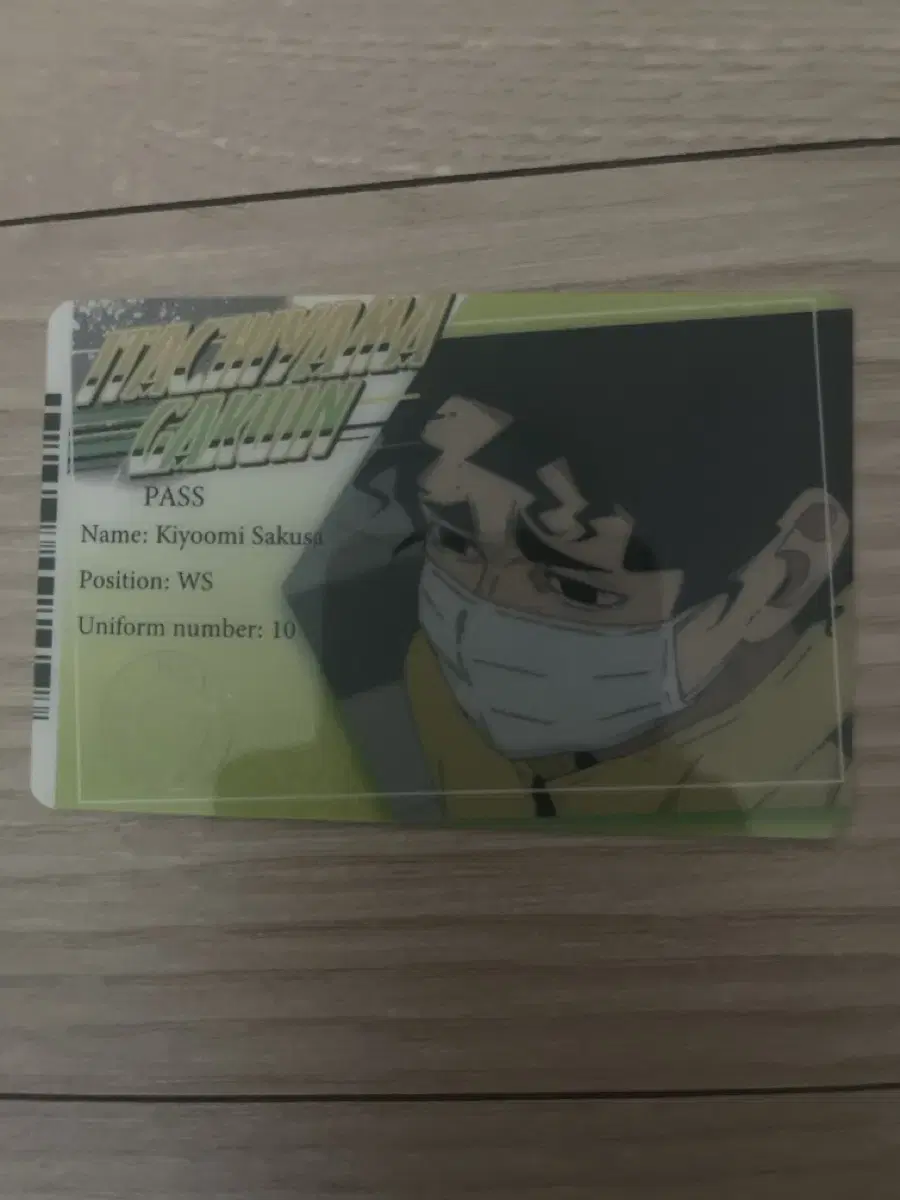 ITACHIYAMA
GAKUIN
PASS
Name: Kiyoomi Sakusa
Position: WS
Uniform number: 10